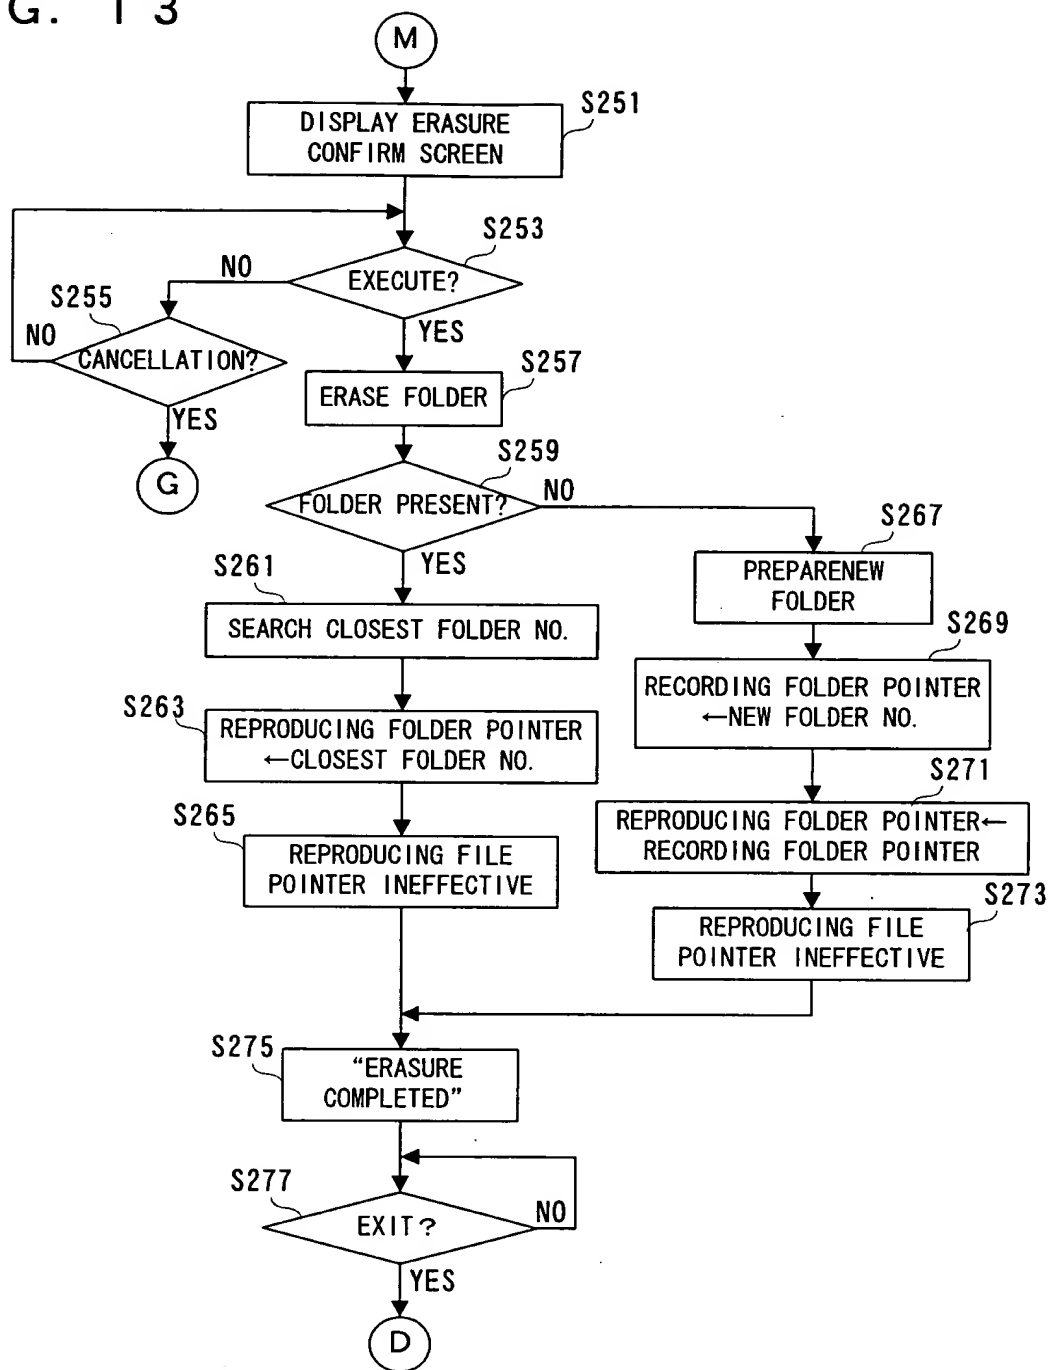 G. 13
M
S251
DISPLAY ERASURE
CONFIRM SCREEN
S253
NO
EXECUTE?
S255
YES
NO
CANCELLATION?
S257
ERASE FOLDER
YES
S259
G
NO
FOLDER PRESENT?
S267
YES
S261
PREPARENEW
FOLDER
SEARCH CLOSEST FOLDER NO.
S269
RECORDING FOLDER POINTER
←NEW FOLDER NO.
S263
REPRODUCING FOLDER POINTER
←CLOSEST FOLDER NO.
S271
S265
REPRODUCING FOLDER POINTER←
RECORDING FOLDER POINTER
REPRODUCING FILE
POINTER INEFFECTIVE
S273
REPRODUCING FILE
POINTER INEFFECTIVE
S275
“ERASURE
COMPLETED”
S277
NO
EXIT?
YES
D